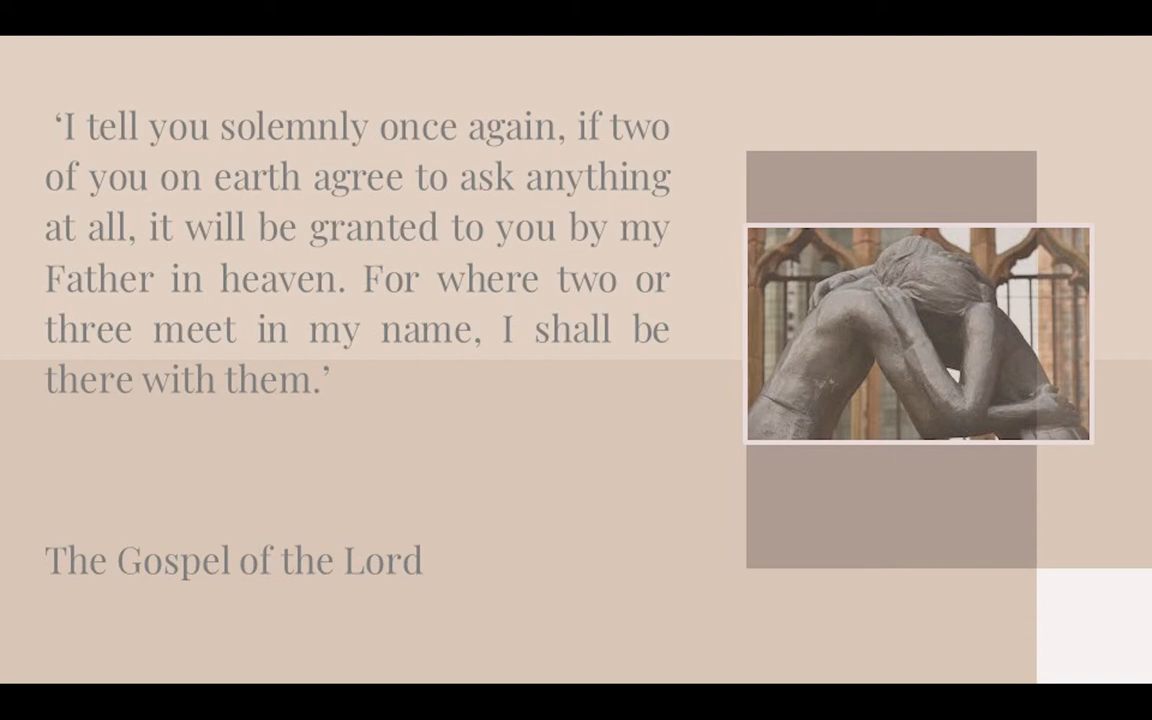 ‘I tell you solemnly once again, if two
of you on earth agree to ask anything
at all, it will be granted to you by my
Father in heaven. For where two or
three meet in my name, I shall be
there with them.’
The Gospel of the Lord